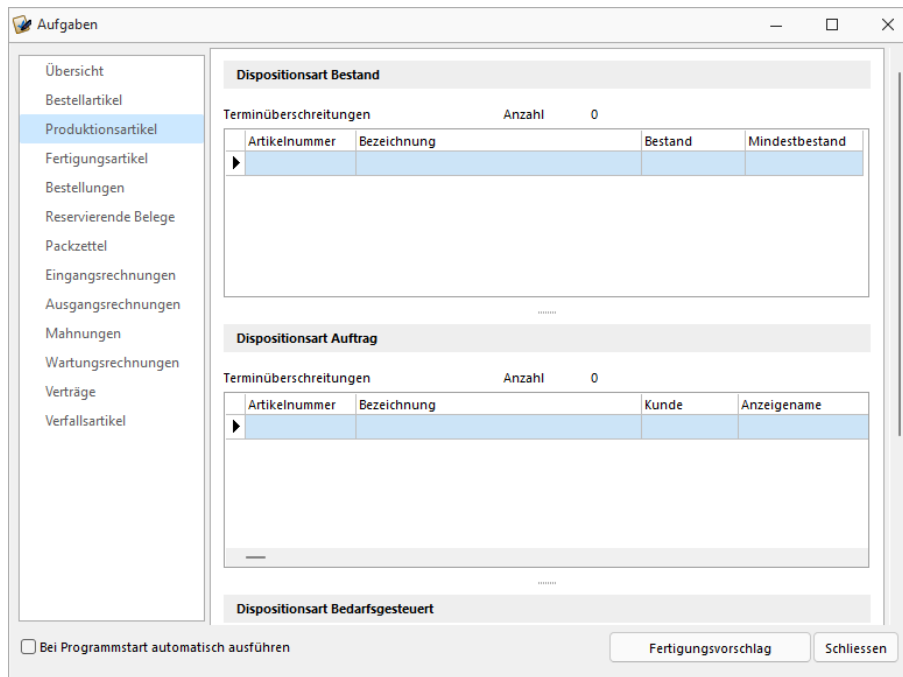 Aufgaben
Übersicht
Bestellartikel
Produktionsartikel
Fertigungsartikel
Bestellungen
Reservierende Belege
Packzettel
Eingangsrechnungen
Ausgangsrechnungen
Mahnungen
Wartungsrechnungen
Verträge
Verfallsartikel
Dispositionsart Bestand
Terminüberschreitungen Anzahl 0
Artikelnummer Bezeichnung Bestand Mindestbestand
Dispositionsart Auftrag
Terminüberschreitungen Anzahl 0
Artikelnummer Bezeichnung Kunde Anzeigename
Dispositionsart Bedarfsgesteuert
Bei Programmstart automatisch ausführen
Fertigungsvorschlag Schliessen